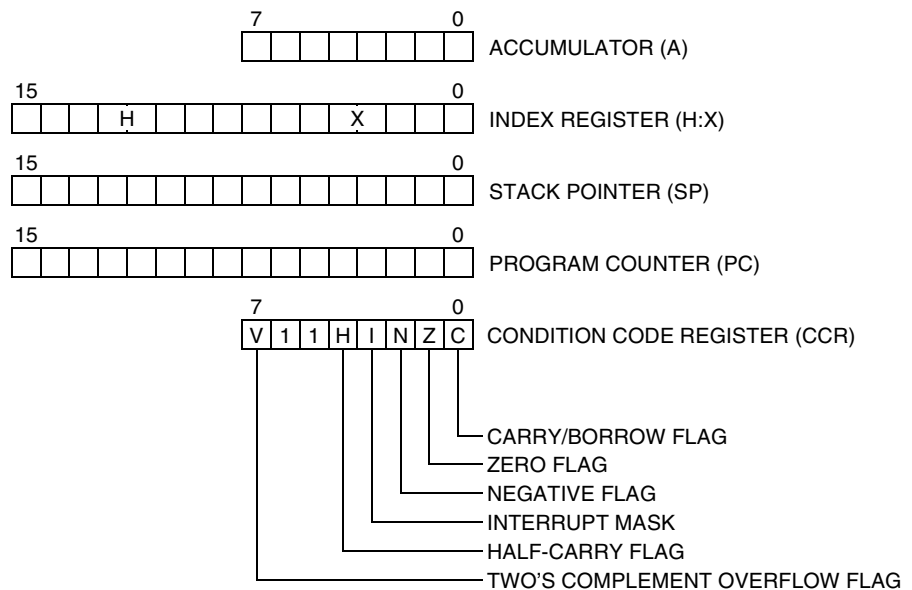 7 0
ACCUMULATOR (A)
15 0
H X INDEX REGISTER (H:X)
15 0
STACK POINTER (SP)
15 0
PROGRAM COUNTER (PC)
7 0
V 1 1 H I N Z C CONDITION CODE REGISTER (CCR)
CARRY/BORROW FLAG
ZERO FLAG
NEGATIVE FLAG
INTERRUPT MASK
HALF-CARRY FLAG
TWO'S COMPLEMENT OVERFLOW FLAG